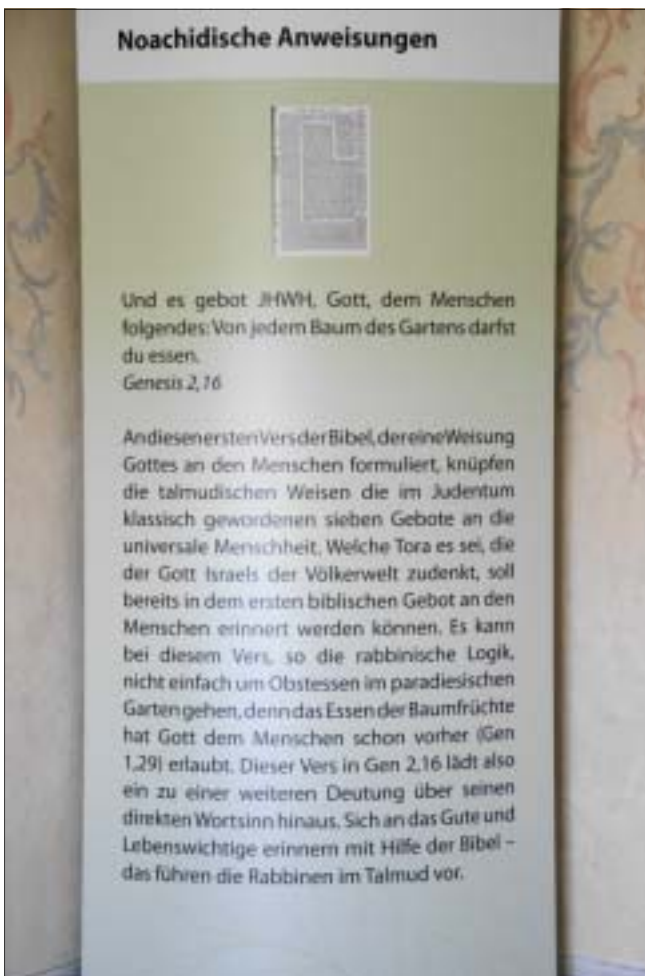 Noachidische Anweisungen
Und es gebot JHWH, Gott, dem Menschen
folgendes: Von jedem Baum des Gartens darfst
du essen.
Genesis 2,16
An diesen ersten Vers der Bibel, der eine Weisung
Gottes an den Menschen formuliert, knüpfen
die talmudischen Weisen die im Judentum
klassisch gewordenen sieben Gebote an die
universale Menschheit. Welche Tora es sei, die
der Gott Israels der Völkerwelt zudenkt, soll
bereits in dem ersten biblischen Gebot an den
Menschen erinnert werden können. Es kann
bei diesem Vers, so die rabbinische Logik,
nicht einfach um Obstessen im paradiesischen
Garten gehen, denn das Essen der Baumfrüchte
hat Gott dem Menschen schon vorher (Gen
1,29) erlaubt. Dieser Vers in Gen 2,16 lädt also
ein zu einer weiteren Deutung über seinen
direkten Wortsinn hinaus. Sich an das Gute und
Lebenswichtige erinnern mit Hilfe der Bibel –
das führen die Rabbinen im Talmud vor.